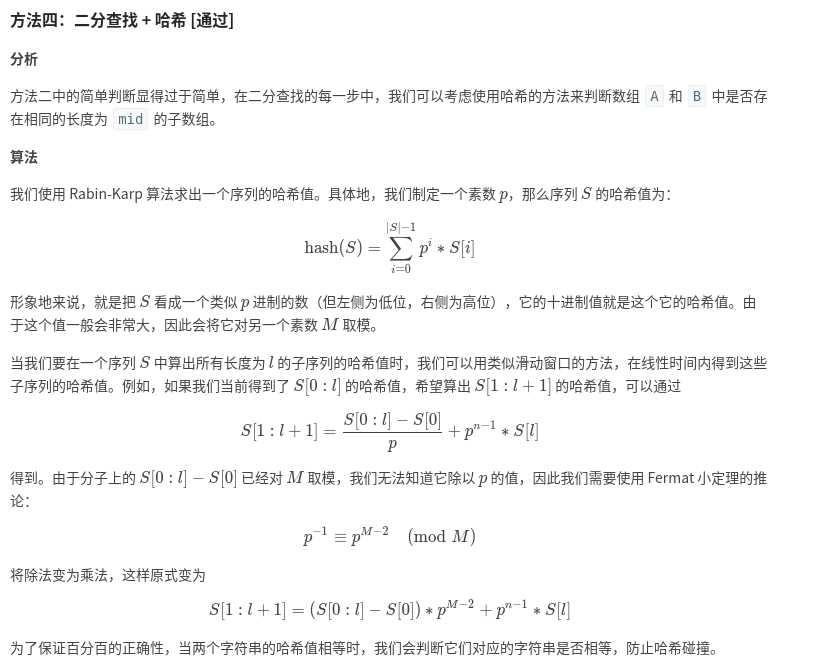 方法四：二分查找 + 哈希 [通过]
分析
方法二中的简单判断显得过于简单，在二分查找的每一步中，我们可以考虑使用哈希的方法来判断数组 A 和 B 中是否存
在相同的长度为 mid 的子数组。
算法
我们使用 Rabin-Karp 算法求出一个序列的哈希值。具体地，我们制定一个素数 p，那么序列 S 的哈希值为：
hash(S) = ∑_{i=0}^{|S|−1} p^i ∗ S[i]
形象地来说，就是把 S 看成一个类似 p 进制的数（但左侧为低位，右侧为高位），它的十进制值就是这个它的哈希值。由
于这个值一般会非常大，因此会将它对另一个素数 M 取模。
当我们要在一个序列 S 中算出所有长度为 l 的子序列的哈希值时，我们可以用类似滑动窗口的方法，在线性时间内得到这些
子序列的哈希值。例如，如果我们当前得到了 S[0 : l] 的哈希值，希望算出 S[1 : l + 1] 的哈希值，可以通过
S[1 : l + 1] = (S[0 : l] − S[0]) / p + p^{n−1} ∗ S[l]
得到。由于分子上的 S[0 : l] − S[0] 已经对 M 取模，我们无法知道它除以 p 的值，因此我们需要使用 Fermat 小定理的推
论：
p^{−1} ≡ p^{M−2} (mod M)
将除法变为乘法，这样原式变为
S[1 : l + 1] = (S[0 : l] − S[0]) ∗ p^{M−2} + p^{n−1} ∗ S[l]
为了保证百分百的正确性，当两个字符串的哈希值相等时，我们会判断它们对应的字符串是否相等，防止哈希碰撞。